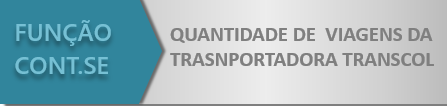 FUNÇÃO
CONT.SE
QUANTIDADE DE VIAGENS DA
TRASNPORTADORA TRANSCOL